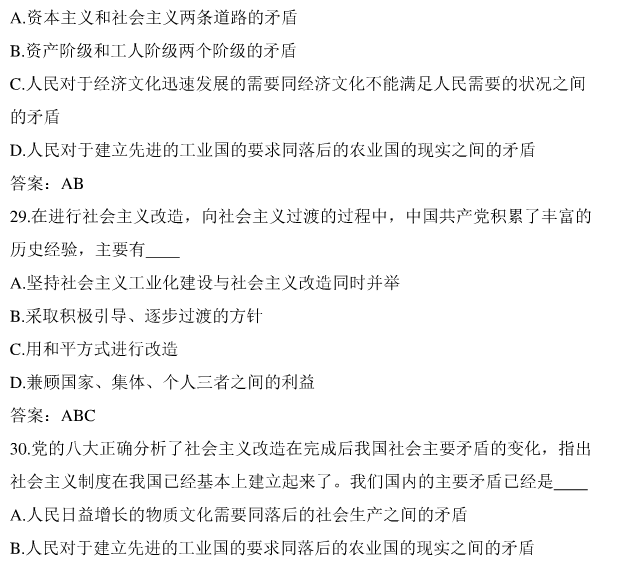 A.资本主义和社会主义两条道路的矛盾
B.资产阶级和工人阶级两个阶级的矛盾
C.人民对于经济文化迅速发展的需要同经济文化不能满足人民需要的状况之间
的矛盾
D.人民对于建立先进的工业国的要求同落后的农业国的现实之间的矛盾
答案：AB
29.在进行社会主义改造，向社会主义过渡的过程中，中国共产党积累了丰富的
历史经验，主要有____
A.坚持社会主义工业化建设与社会主义改造同时并举
B.采取积极引导、逐步过渡的方针
C.用和平方式进行改造
D.兼顾国家、集体、个人三者之间的利益
答案：ABC
30.党的八大正确分析了社会主义改造在完成后我国社会主要矛盾的变化，指出
社会主义制度在我国已经基本上建立起来了。我们国内的主要矛盾已经是____
A.人民日益增长的物质文化需要同落后的社会生产之间的矛盾
B.人民对于建立先进的工业国的要求同落后的农业国的现实之间的矛盾